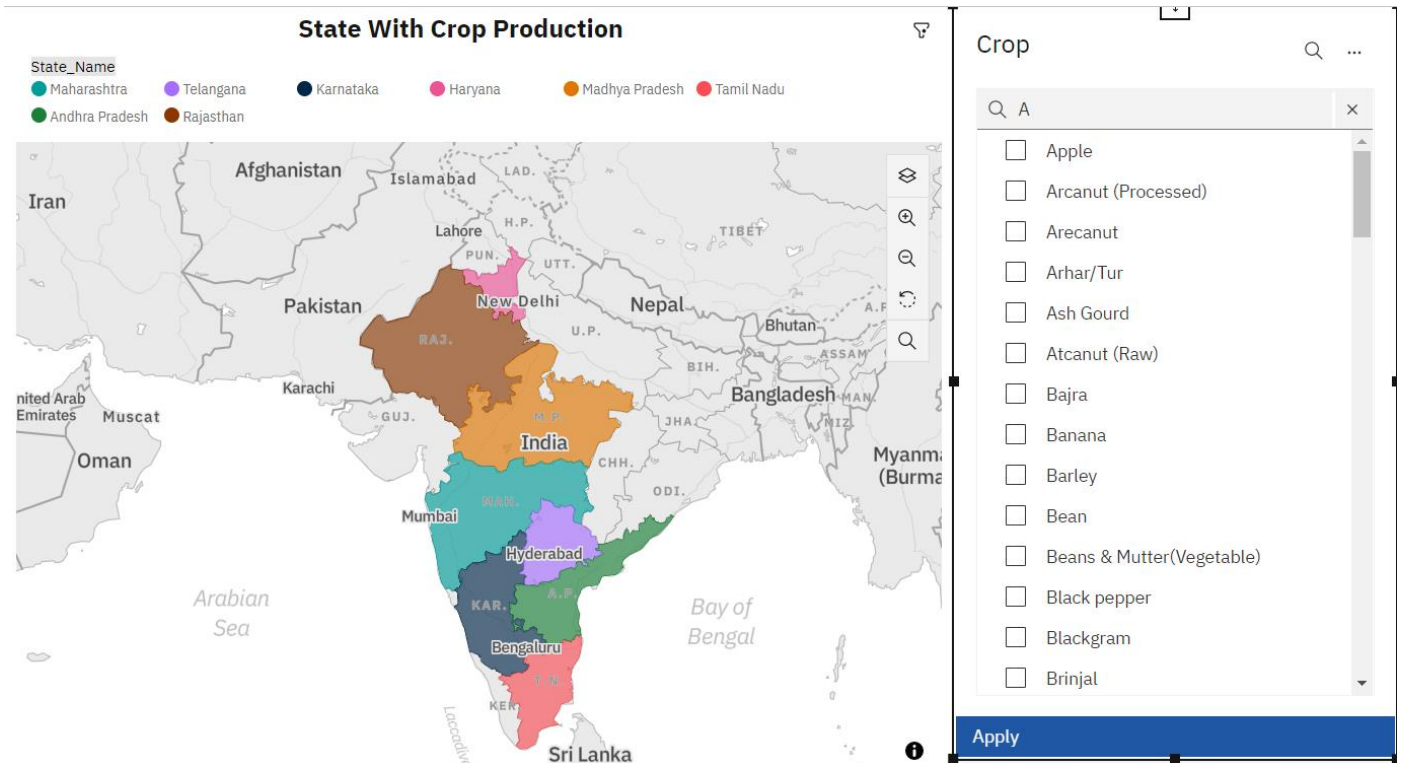 State With Crop Production
State_Name
Maharashtra Telangana Karnataka Haryana Madhya Pradesh Tamil Nadu
Andhra Pradesh Rajasthan
Afghanistan
Islamabad
LAD.
Iran
Lahore
H.P.
TIBET
PUN.
UTT.
Pakistan
New Delhi
Nepal
A.P.
Bhutan
RAJ.
U.P.
ASSAM
BIH.
Karachi
nited Arab
Emirates
Muscat
Bangladesh
MAN.
GUJ.
M.P.
JHA.
MIZ.
India
Oman
CHH.
Myanm
(Burma
ODI.
MAH.
Mumbai
Hyderabad
Arabian
Sea
KAR.
A.P.
Bay of
Bengal
Bengaluru
T.N.
KER
Laccadive
Sri Lanka
Crop
A
Apple
Arcanut (Processed)
Arecanut
Arhar/Tur
Ash Gourd
Atcanut (Raw)
Bajra
Banana
Barley
Bean
Beans & Mutter(Vegetable)
Black pepper
Blackgram
Brinjal
Apply